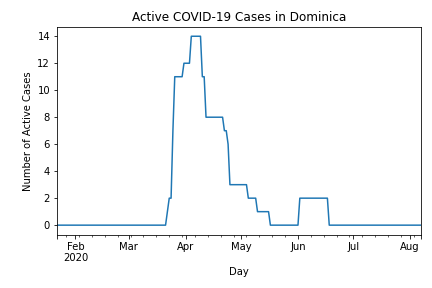 Active COVID-19 Cases in Dominica
Number of Active Cases
14
12
10
8
6
4
2
0
Feb
2020
Mar
Apr
May
Jun
Jul
Aug
Day